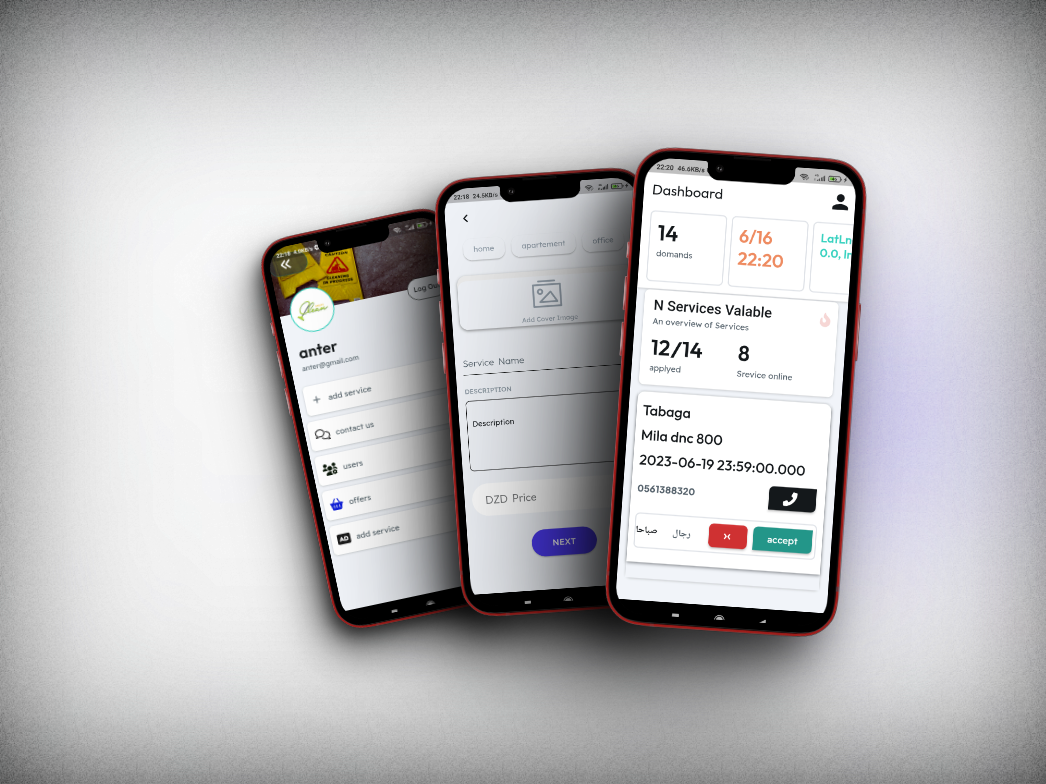 22:18 4.1KB/s
CAUTION
CLEANING
IN PROGRESS
Log Ou
Clean
anter
anter@gmail.com
add service
contact us
users
offers
AD add service
22:18 24.5KB/s
home apartement office
Add Cover Image
Service Name
DESCRIPTION
Description
DZD Price
NEXT
22:20 46.6KB/s
Dashboard
14
domands
6/16
22:20
LatLn
0.0, l
N Services Valable
An overview of Services
12/14
applyed
8
Srevice online
Tabaga
Mila dnc 800
2023-06-19 23:59:00.000
0561388320
صباحا رجال accept